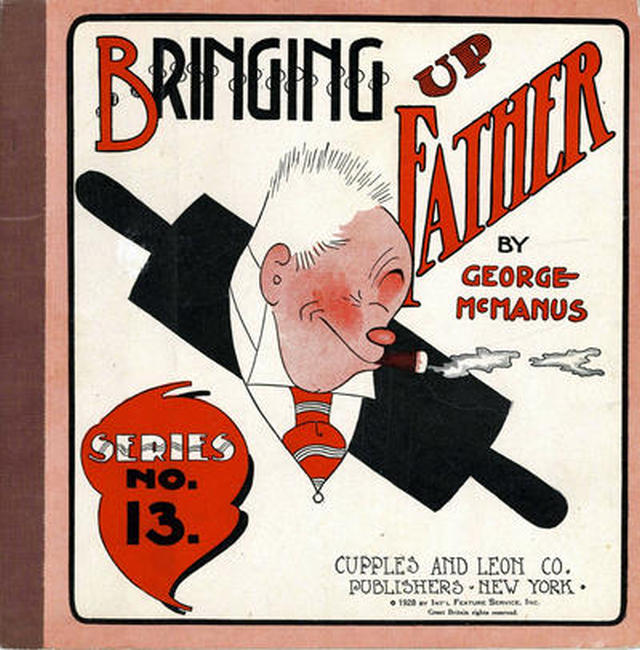 BRINGING UP
FATHER
BY
GEORGE
McMANUS
SERIES
NO.
13.
CUPPLES AND LEON CO.
PUBLISHERS - NEW YORK.
© 1928 BY INT'L FEATURE SERVICE, INC.
Great Britain rights reserved.